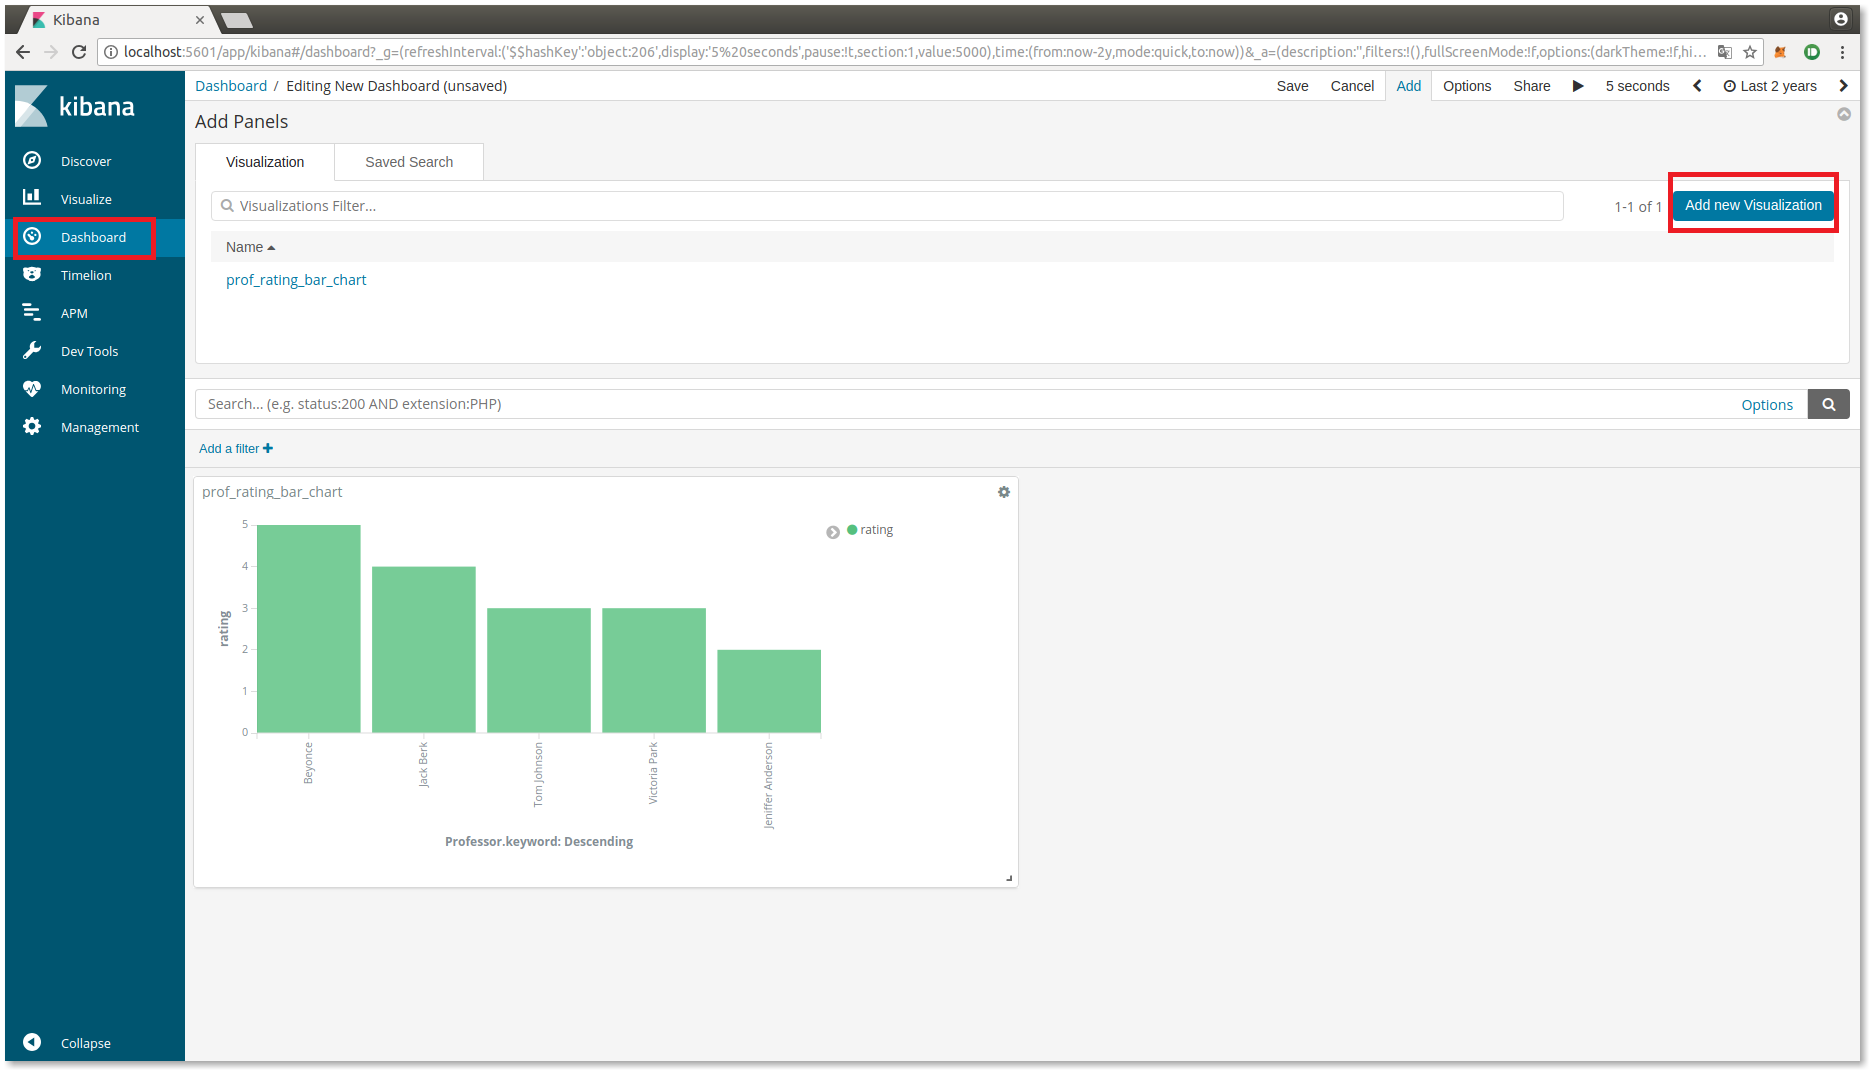 Kibana
localhost:5601/app/kibana#/dashboard?_g=(refreshInterval:('$$hashKey':'object:206',display:'5%20seconds',pause:!t,section:1,value:5000),time:(from:now-2y,mode:quick,to:now))&_a=(description:'',filters:!(),fullScreenMode:!f,options:(darkTheme:!f,hi...
kibana
Discover
Visualize
Dashboard
Timelion
APM
Dev Tools
Monitoring
Management
Collapse
Dashboard / Editing New Dashboard (unsaved)
Save Cancel Add Options Share 5 seconds Last 2 years
Add Panels
Visualization Saved Search
Visualizations Filter...
1-1 of 1 Add new Visualization
Name
prof_rating_bar_chart
Search... (e.g. status:200 AND extension:PHP)
Options
Add a filter +
prof_rating_bar_chart
rating
5
4
3
2
1
0
rating
Beyonce
Jack Berk
Tom Johnson
Victoria Park
Jeniffer Anderson
Professor.keyword: Descending